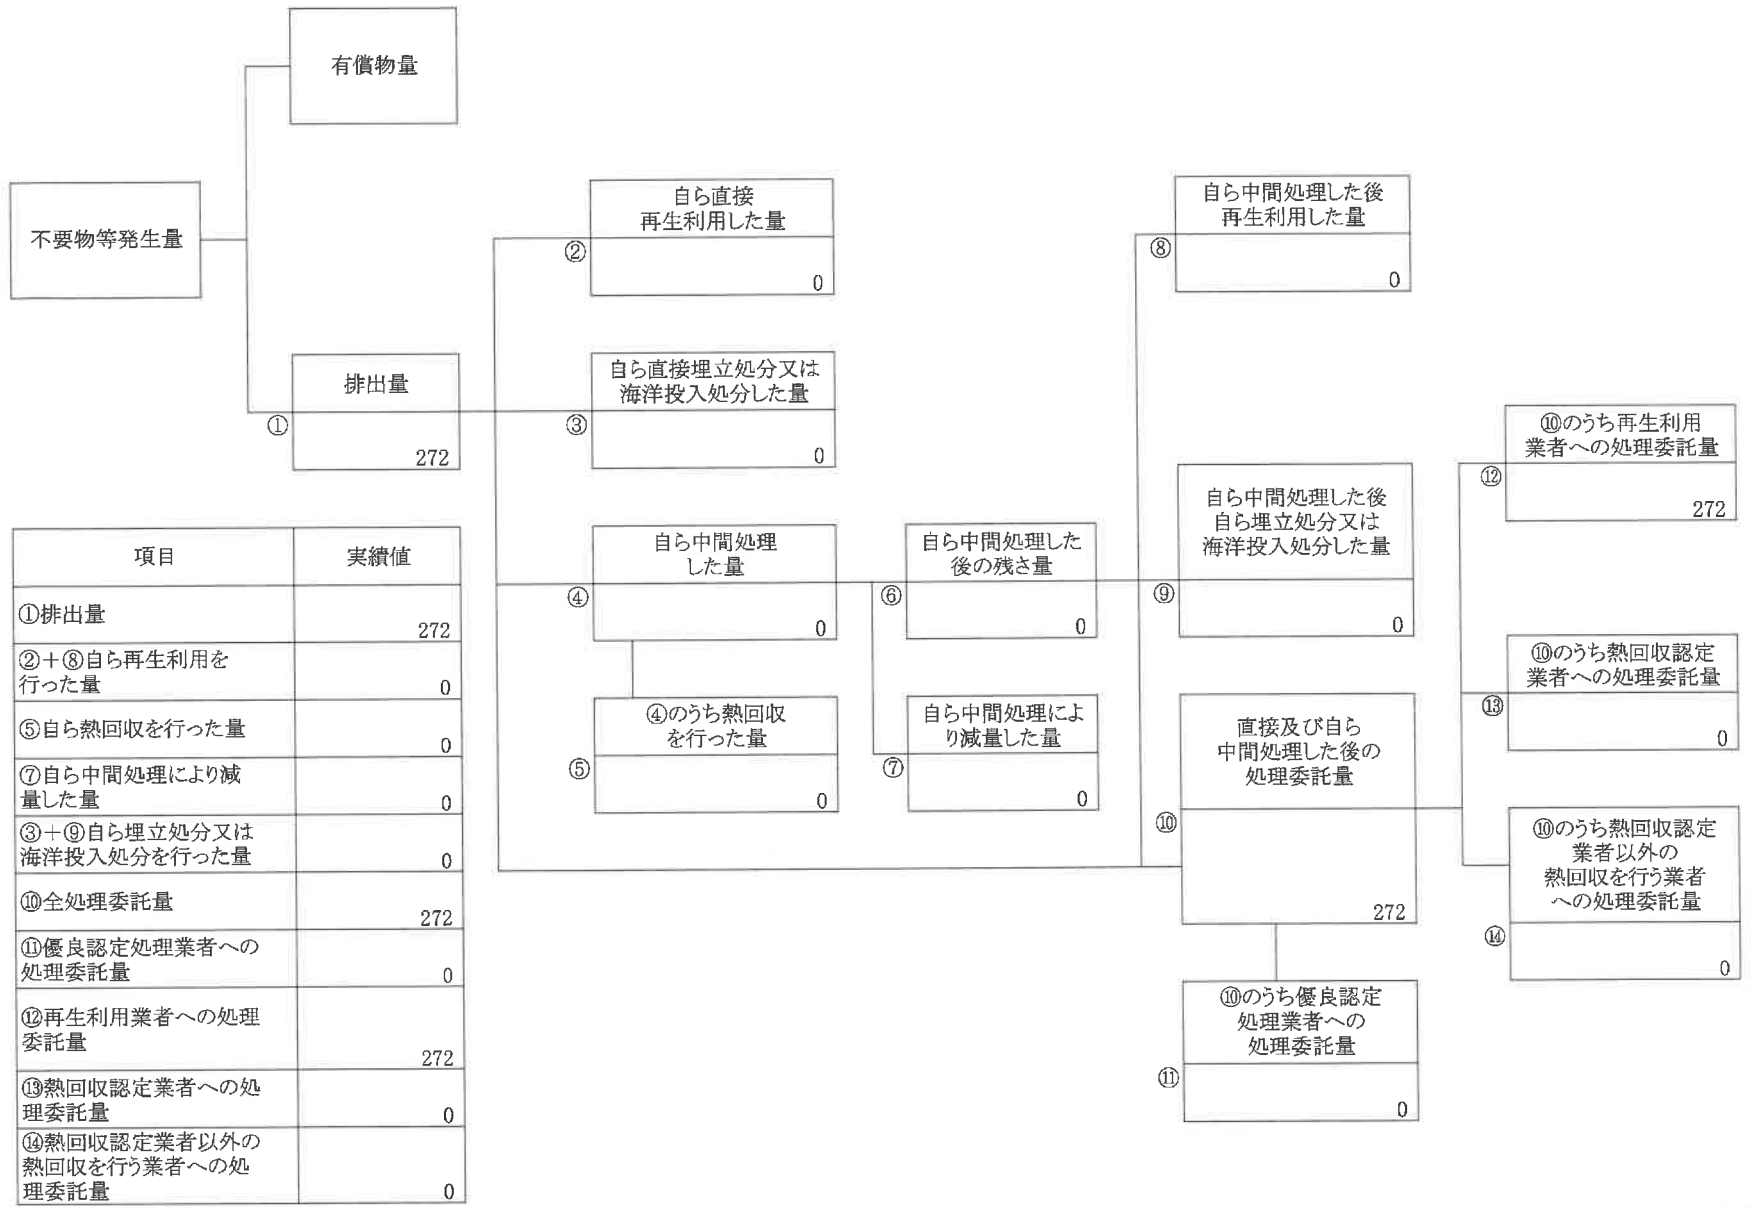 有償物量
不要物等発生量
排出量
①
272
自ら直接
再生利用した量
②
0
自ら直接埋立処分又は
海洋投入処分した量
③
0
自ら中間処理
した量
④
0
④のうち熱回収
を行った量
⑤
0
自ら中間処理した
後の残さ量
⑥
0
自ら中間処理によ
り減量した量
⑦
0
自ら中間処理した後
再生利用した量
⑧
0
自ら中間処理した後
自ら埋立処分又は
海洋投入処分した量
⑨
0
直接及び自ら
中間処理した後の
処理委託量
⑩
272
⑩のうち優良認定
処理業者への
処理委託量
⑪
0
⑩のうち再生利用
業者への処理委託量
⑫
272
⑩のうち熱回収認定
業者への処理委託量
⑬
0
⑩のうち熱回収認定
業者以外の
熱回収を行う業者
への処理委託量
⑭
0
項目 実績値
①排出量
272
②+⑧自ら再生利用を
行った量 0
⑤自ら熱回収を行った量
0
⑦自ら中間処理により減
量した量 0
③+⑨自ら埋立処分又は
海洋投入処分を行った量 0
⑩全処理委託量
272
⑪優良認定処理業者への
処理委託量 0
⑫再生利用業者への処理
委託量
272
⑬熱回収認定業者への処
理委託量 0
⑭熱回収認定業者以外の
熱回収を行う業者への処
理委託量 0